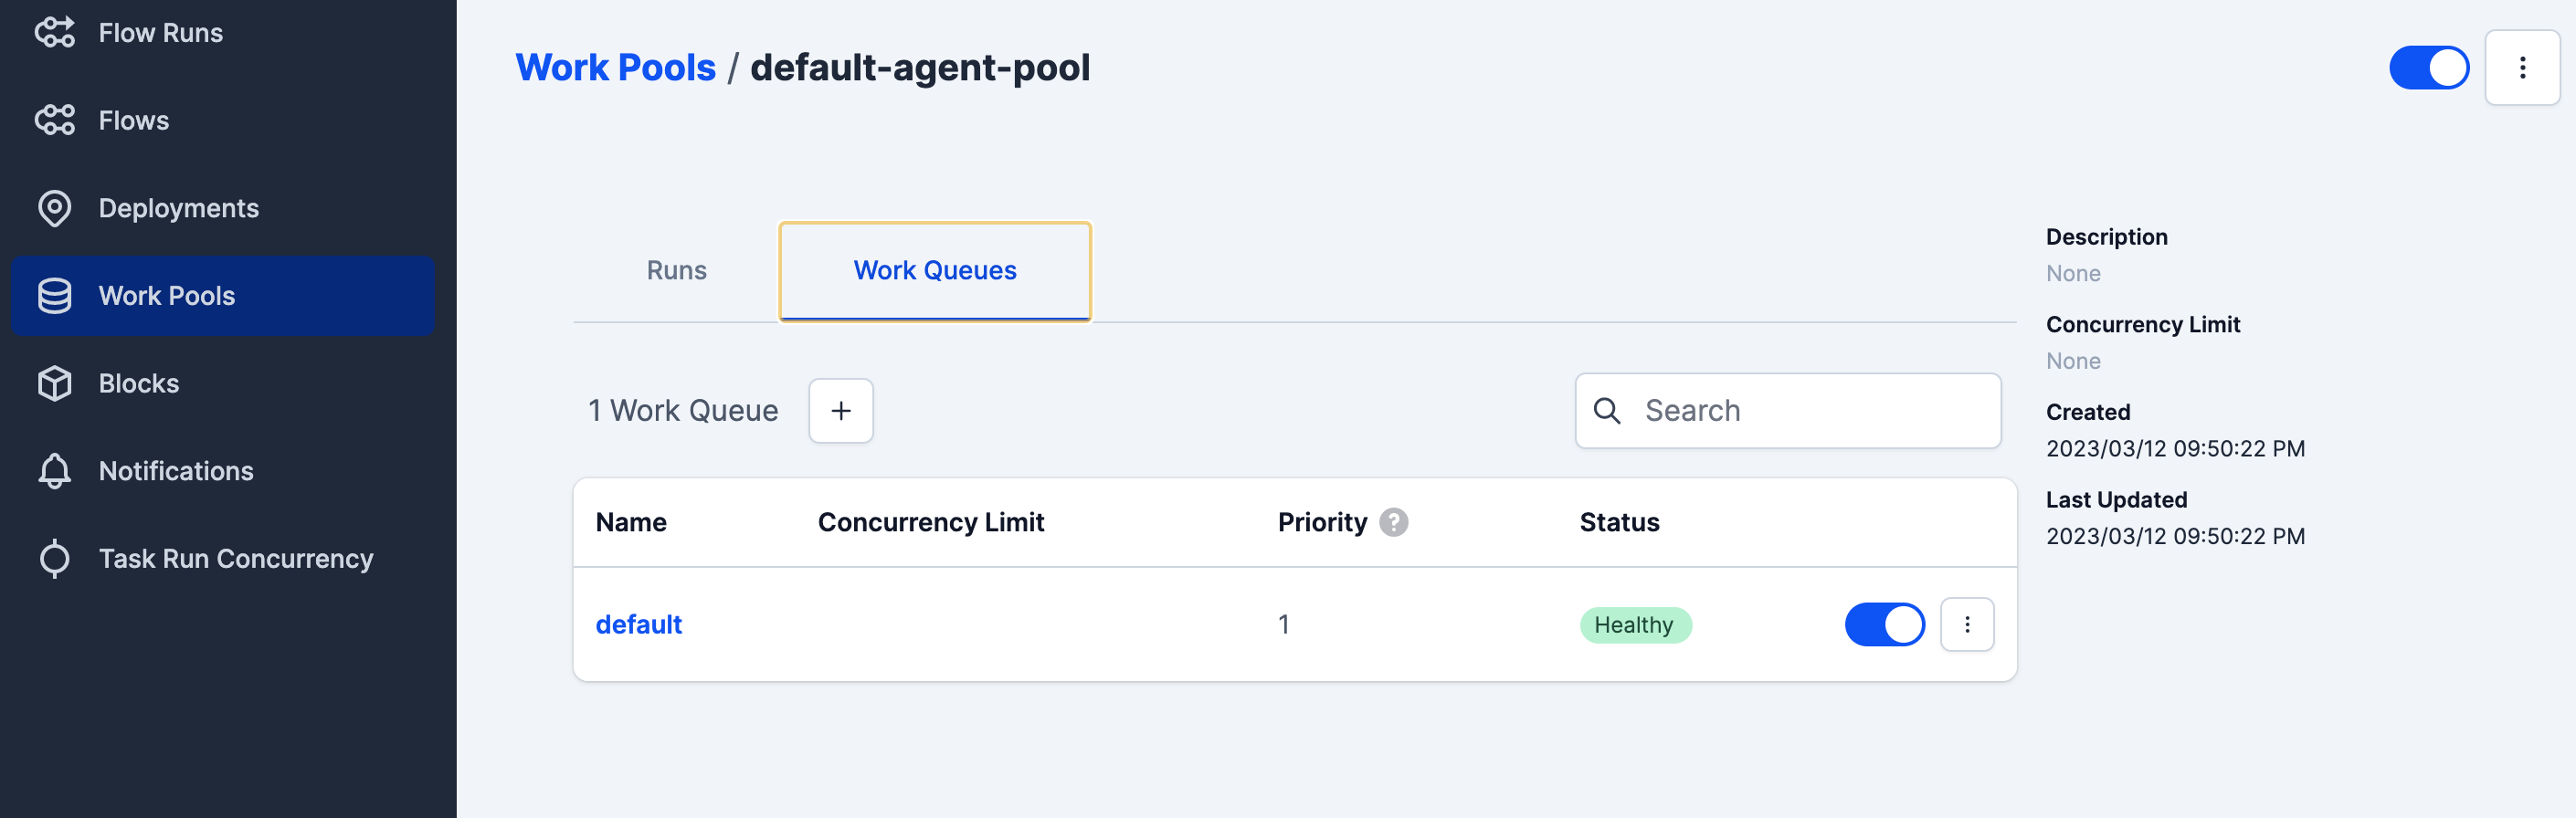 Flow Runs
Flows
Deployments
Work Pools
Blocks
Notifications
Task Run Concurrency
Work Pools / default-agent-pool
Runs
Work Queues
1 Work Queue
+
Search
Name
Concurrency Limit
Priority ?
Status
default
1
Healthy
Description
None
Concurrency Limit
None
Created
2023/03/12 09:50:22 PM
Last Updated
2023/03/12 09:50:22 PM